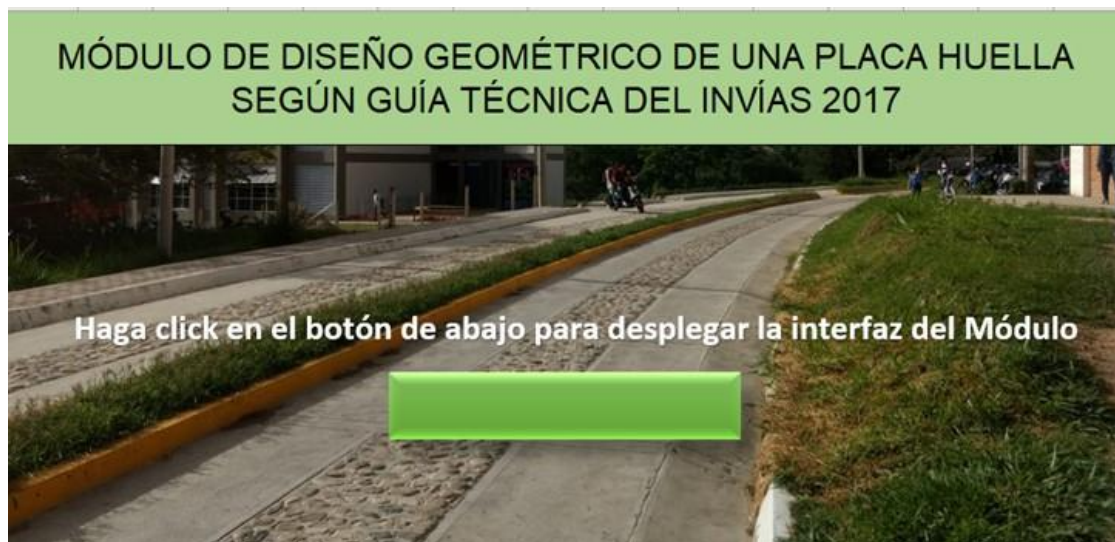 MÓDULO DE DISEÑO GEOMÉTRICO DE UNA PLACA HUELLA
SEGÚN GUÍA TÉCNICA DEL INVÍAS 2017
Haga click en el botón de abajo para desplegar la interfaz del Módulo